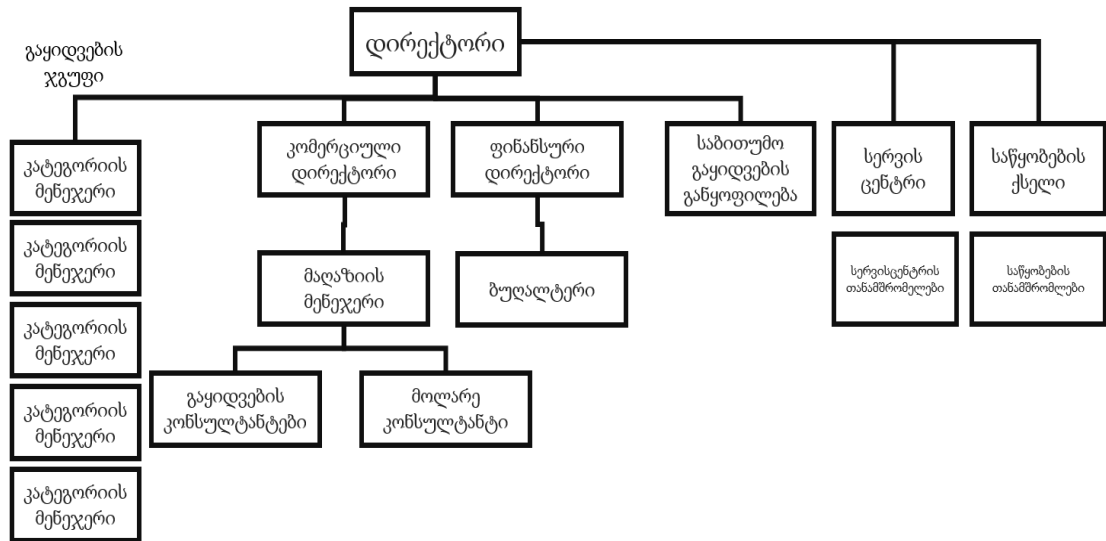 დირექტორი
გაყიდვების
ჯგუფი
კატეგორიის
მენეჯერი
კატეგორიის
მენეჯერი
კატეგორიის
მენეჯერი
კატეგორიის
მენეჯერი
კატეგორიის
მენეჯერი
კომერციული
დირექტორი
მაღაზიის
მენეჯერი
გაყიდვების
კონსულტანტები
მოლარე
კონსულტანტი
ფინანსური
დირექტორი
ბუღალტერი
საბითუმო
გაყიდვების
განყოფილება
სერვის
ცენტრი
სერვისცენტრის
თანამშრომელები
საწყობების
ქსელი
საწყობების
თანამშრომლები